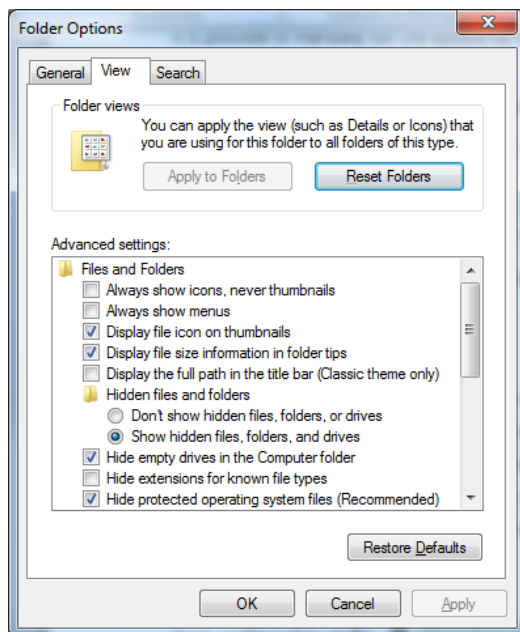 Folder Options
General View Search
Folder views
You can apply the view (such as Details or Icons) that
you are using for this folder to all folders of this type.
Apply to Folders Reset Folders
Advanced settings:
Files and Folders
Always show icons, never thumbnails
Always show menus
Display file icon on thumbnails
Display file size information in folder tips
Display the full path in the title bar (Classic theme only)
Hidden files and folders
Don't show hidden files, folders, or drives
Show hidden files, folders, and drives
Hide empty drives in the Computer folder
Hide extensions for known file types
Hide protected operating system files (Recommended)
Restore Defaults
OK Cancel Apply